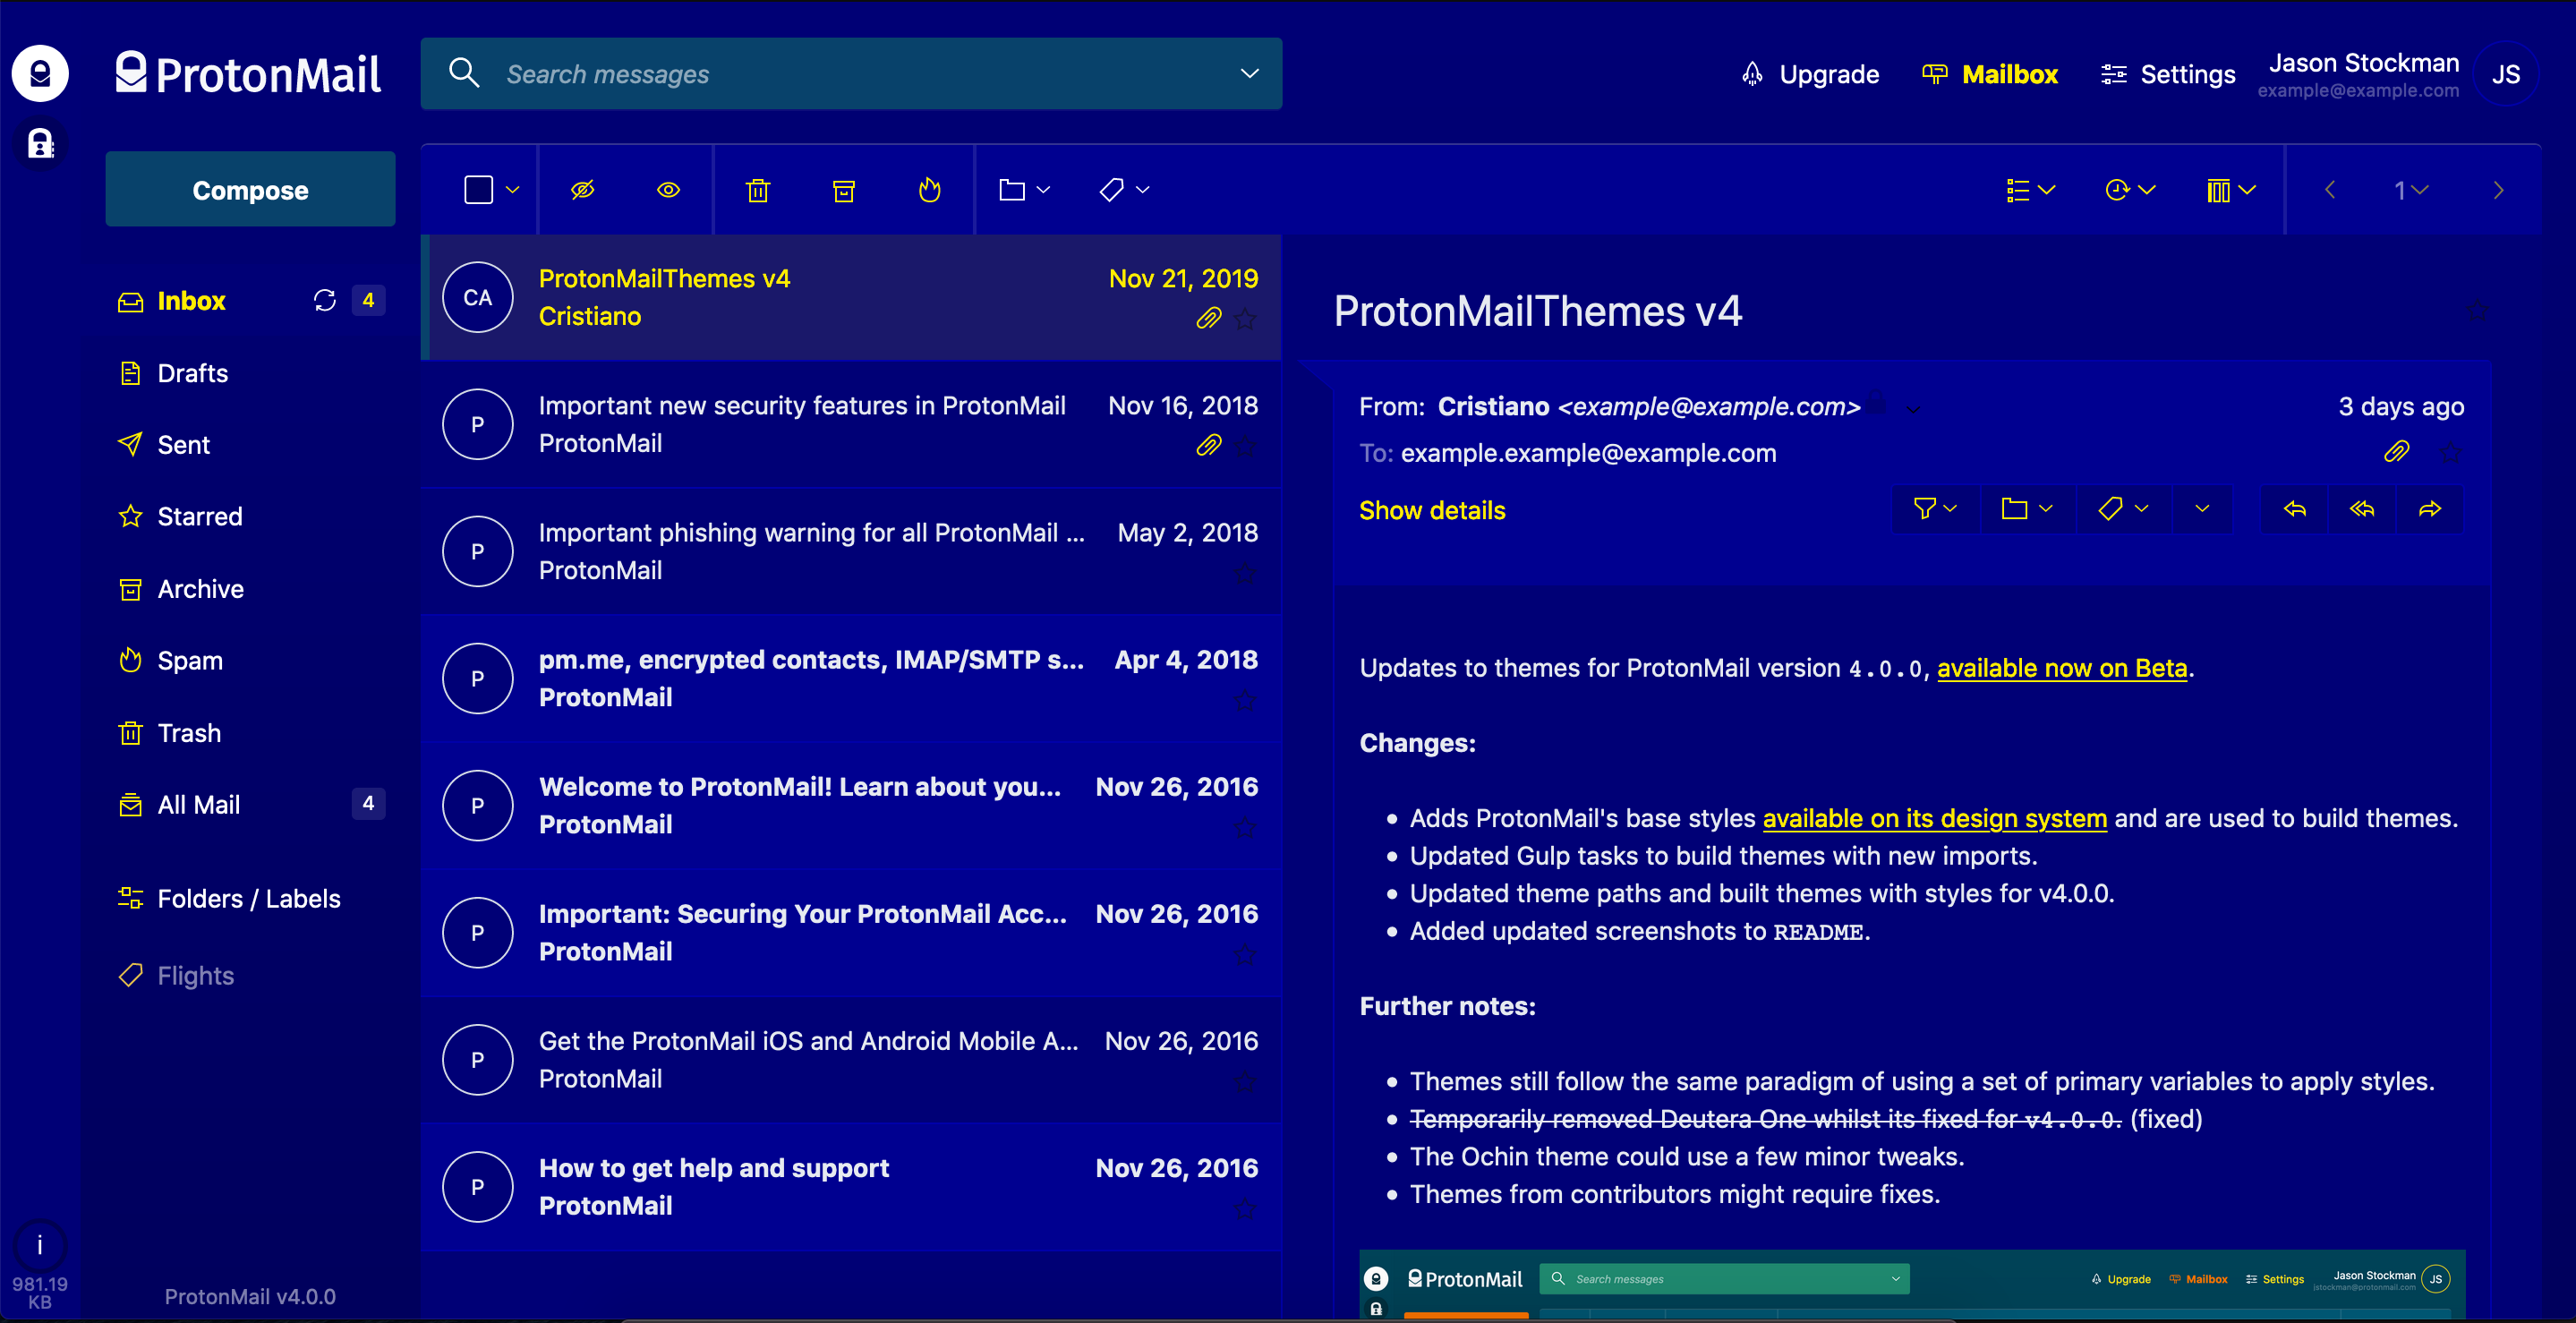 ProtonMail
Search messages
Upgrade
Mailbox
Settings
Jason Stockman
example@example.com
JS
Compose
1
Inbox
4
Drafts
Sent
Starred
Archive
Spam
Trash
All Mail
4
Folders / Labels
Flights
i
981.19
KB
ProtonMail v4.0.0
CA
ProtonMailThemes v4
Nov 21, 2019
Cristiano
P
Important new security features in ProtonMail
Nov 16, 2018
ProtonMail
P
Important phishing warning for all ProtonMail ...
May 2, 2018
ProtonMail
P
pm.me, encrypted contacts, IMAP/SMTP s...
Apr 4, 2018
ProtonMail
P
Welcome to ProtonMail! Learn about you...
Nov 26, 2016
ProtonMail
P
Important: Securing Your ProtonMail Acc...
Nov 26, 2016
ProtonMail
P
Get the ProtonMail iOS and Android Mobile A...
Nov 26, 2016
ProtonMail
P
How to get help and support
Nov 26, 2016
ProtonMail
ProtonMailThemes v4
From: Cristiano <example@example.com>
3 days ago
To: example.example@example.com
Show details
Updates to themes for ProtonMail version 4.0.0, available now on Beta.
Changes:
• Adds ProtonMail's base styles available on its design system and are used to build themes.
• Updated Gulp tasks to build themes with new imports.
• Updated theme paths and built themes with styles for v4.0.0.
• Added updated screenshots to README.
Further notes:
• Themes still follow the same paradigm of using a set of primary variables to apply styles.
• Temporarily removed Deutera One whilst its fixed for v4.0.0. (fixed)
• The Ochin theme could use a few minor tweaks.
• Themes from contributors might require fixes.
ProtonMail
Search messages
Upgrade
Mailbox
Settings
Jason Stockman
jstockman@protonmail.com
JS